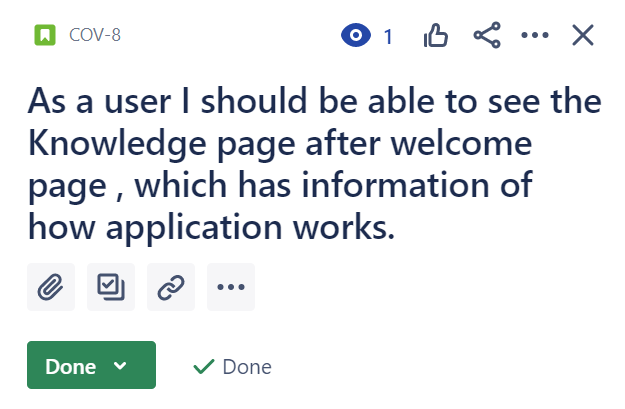 COV-8
1
As a user I should be able to see the
Knowledge page after welcome
page , which has information of
how application works.
Done
Done